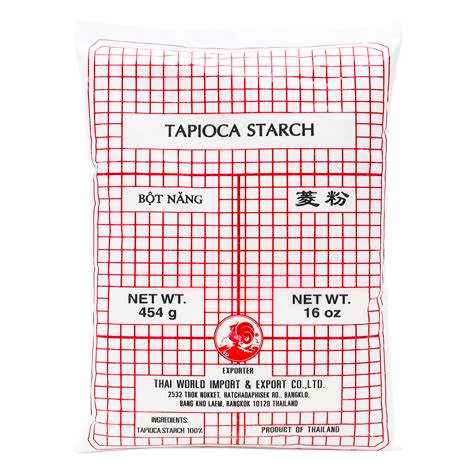 TAPIOCA STARCH
BỘT NĂNG
菱粉
NET WT.
454 g
NET WT.
16 oz
EXPORTER
THAI WORLD IMPORT & EXPORT CO.,LTD.
2532 TROK NOKKET, RATCHADAPHISEK RD., BANGKLO,
BANG KHO LAEM, BANGKOK 10120 THAILAND
INGREDIENTS:
TAPIOCA STARCH 100%
PRODUCT OF THAILAND